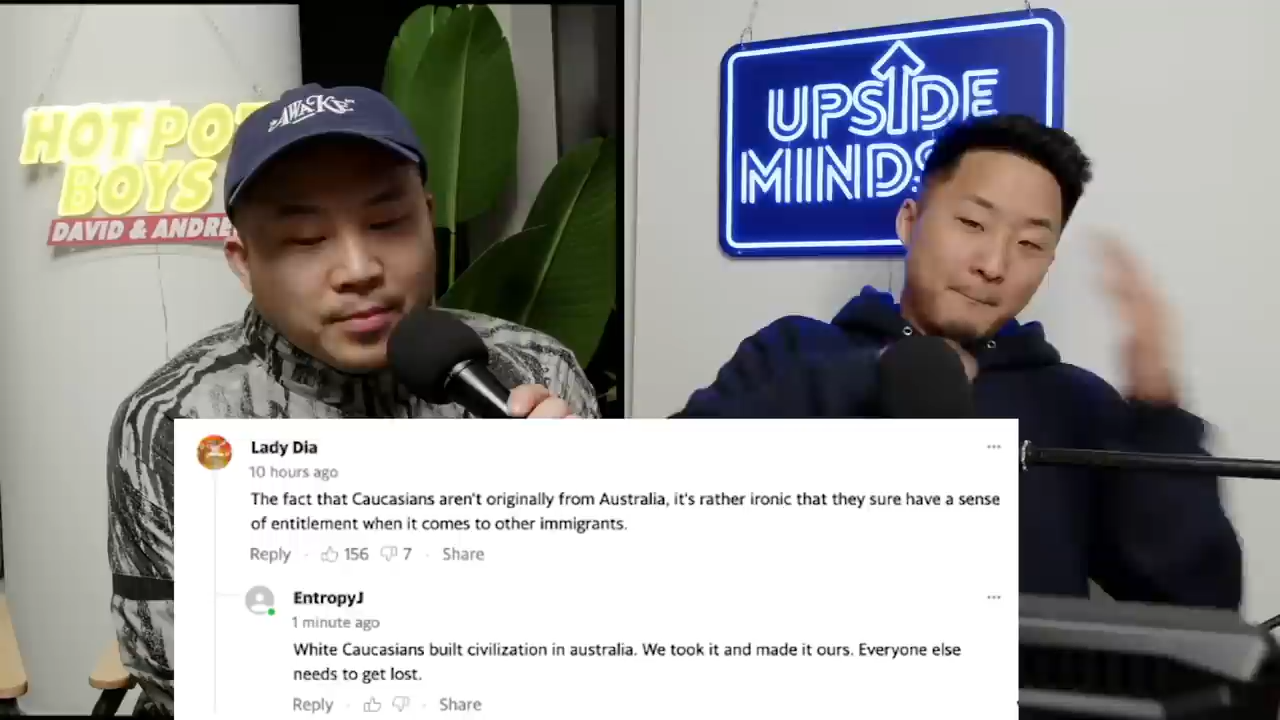 HOT POT
BOYS
DAVID & ANDRE
AWAKE
UPSIDE
MINDS
Lady Dia
10 hours ago
The fact that Caucasians aren't originally from Australia, it's rather ironic that they sure have a sense
of entitlement when it comes to other immigrants.
Reply · 156 7 · Share
EntropyJ
1 minute ago
White Caucasians built civilization in australia. We took it and made it ours. Everyone else
needs to get lost.
Reply · Share